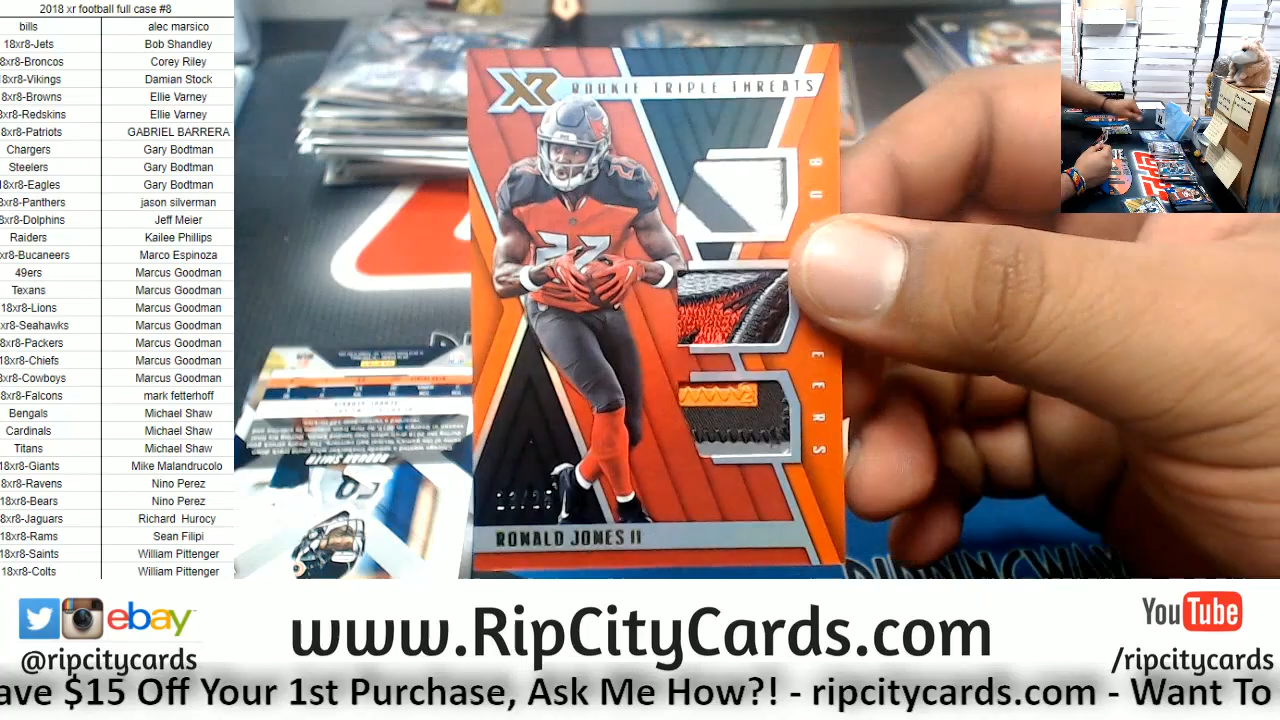 2018 xr football full case #8
bills alec marsico
18xr8-Jets Bob Shandley
8xr8-Broncos Corey Riley
8xr8-Vikings Damian Stock
8xr8-Browns Ellie Varney
8xr8-Redskins Ellie Varney
8xr8-Patriots GABRIEL BARRERA
Chargers Gary Bodtman
Steelers Gary Bodtman
18xr8-Eagles Gary Bodtman
8xr8-Panthers jason silverman
8xr8-Dolphins Jeff Meier
Raiders Kailee Phillips
xr8-Bucaneers Marco Espinoza
49ers Marcus Goodman
Texans Marcus Goodman
18xr8-Lions Marcus Goodman
xr8-Seahawks Marcus Goodman
8xr8-Packers Marcus Goodman
18xr8-Chiefs Marcus Goodman
8xr8-Cowboys Marcus Goodman
8xr8-Falcons mark fetterhoff
Bengals Michael Shaw
Cardinals Michael Shaw
Titans Michael Shaw
18xr8-Giants Mike Malandrucolo
8xr8-Ravens Nino Perez
18xr8-Bears Nino Perez
8xr8-Jaguars Richard Hurocy
18xr8-Rams Sean Filipi
18xr8-Saints William Pittenger
18xr8-Colts William Pittenger
XR ROOKIE TRIPLE THREATS
BU EERS
22
RONALD JONES II
ebay
@ripcitycards
www.RipCityCards.com
YouTube
/ripcitycards
ave $15 Off Your 1st Purchase, Ask Me How?! - ripcitycards.com - Want To